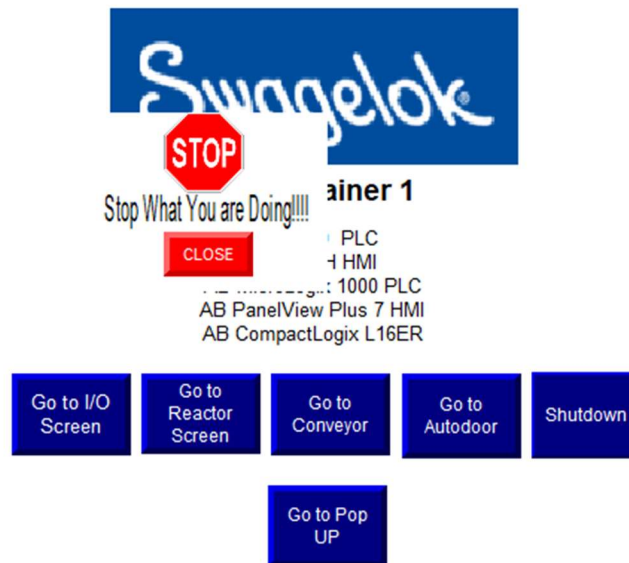 Swagelok
STOP
Stop What You are Doing!!!!
CLOSE
ainer 1
PLC
HMI
1000 PLC
AB PanelView Plus 7 HMI
AB CompactLogix L16ER
Go to I/O
Screen
Go to
Reactor
Screen
Go to
Conveyor
Go to
Autodoor
Shutdown
Go to Pop
UP